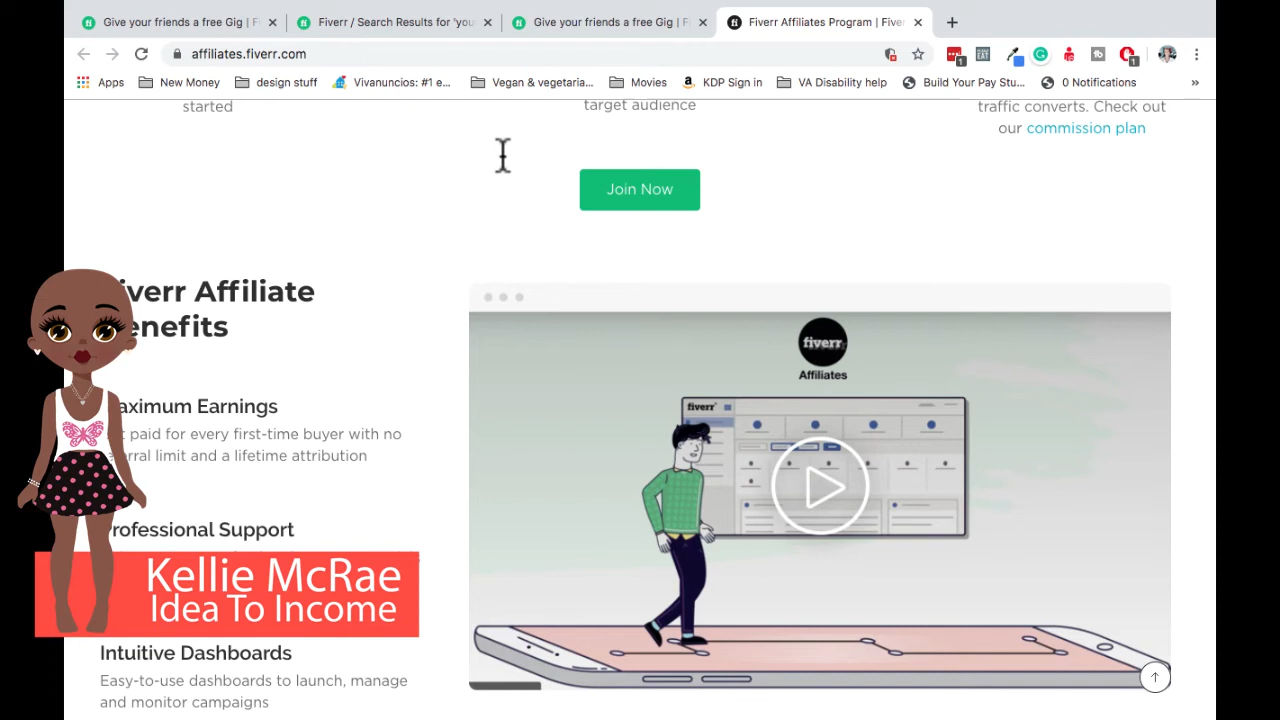 Give your friends a free Gig | F
Fiverr / Search Results for 'you
Give your friends a free Gig | F
Fiverr Affiliates Program | Fiver
affiliates.fiverr.com
Apps
New Money
design stuff
Vivanuncios: #1 e...
Vegan & vegetaria...
Movies
KDP Sign in
VA Disability help
Build Your Pay Stu...
0 Notifications
started
target audience
traffic converts. Check out
our commission plan
Join Now
iverr Affiliate
enefits
fiverr
Affiliates
fiverr
aximum Earnings
t paid for every first-time buyer with no
erral limit and a lifetime attribution
rofessional Support
Kellie McRae
Idea To Income
Intuitive Dashboards
Easy-to-use dashboards to launch, manage
and monitor campaigns